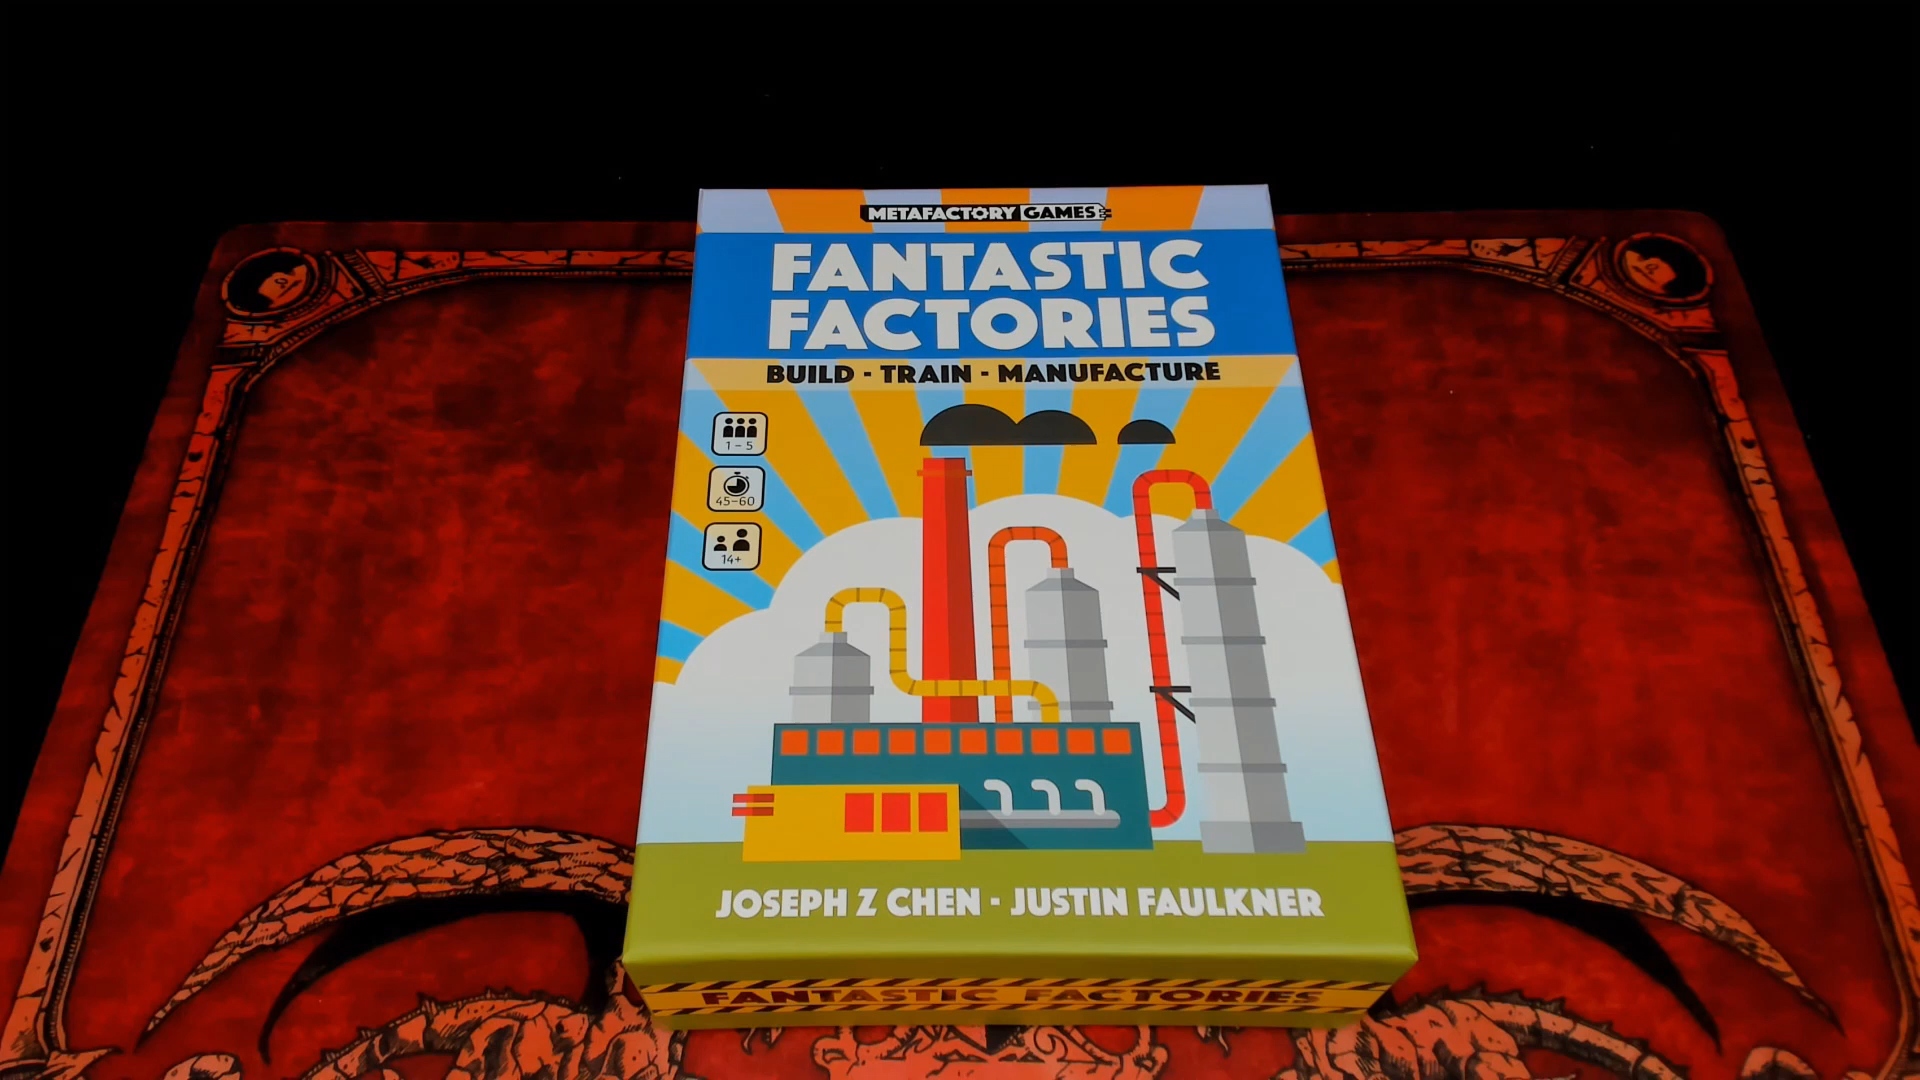 METAFACTORY GAMES
FANTASTIC
FACTORIES
BUILD - TRAIN - MANUFACTURE
1-5
45-60
14+
JOSEPH Z CHEN - JUSTIN FAULKNER
FANTASTIC FACTORIES